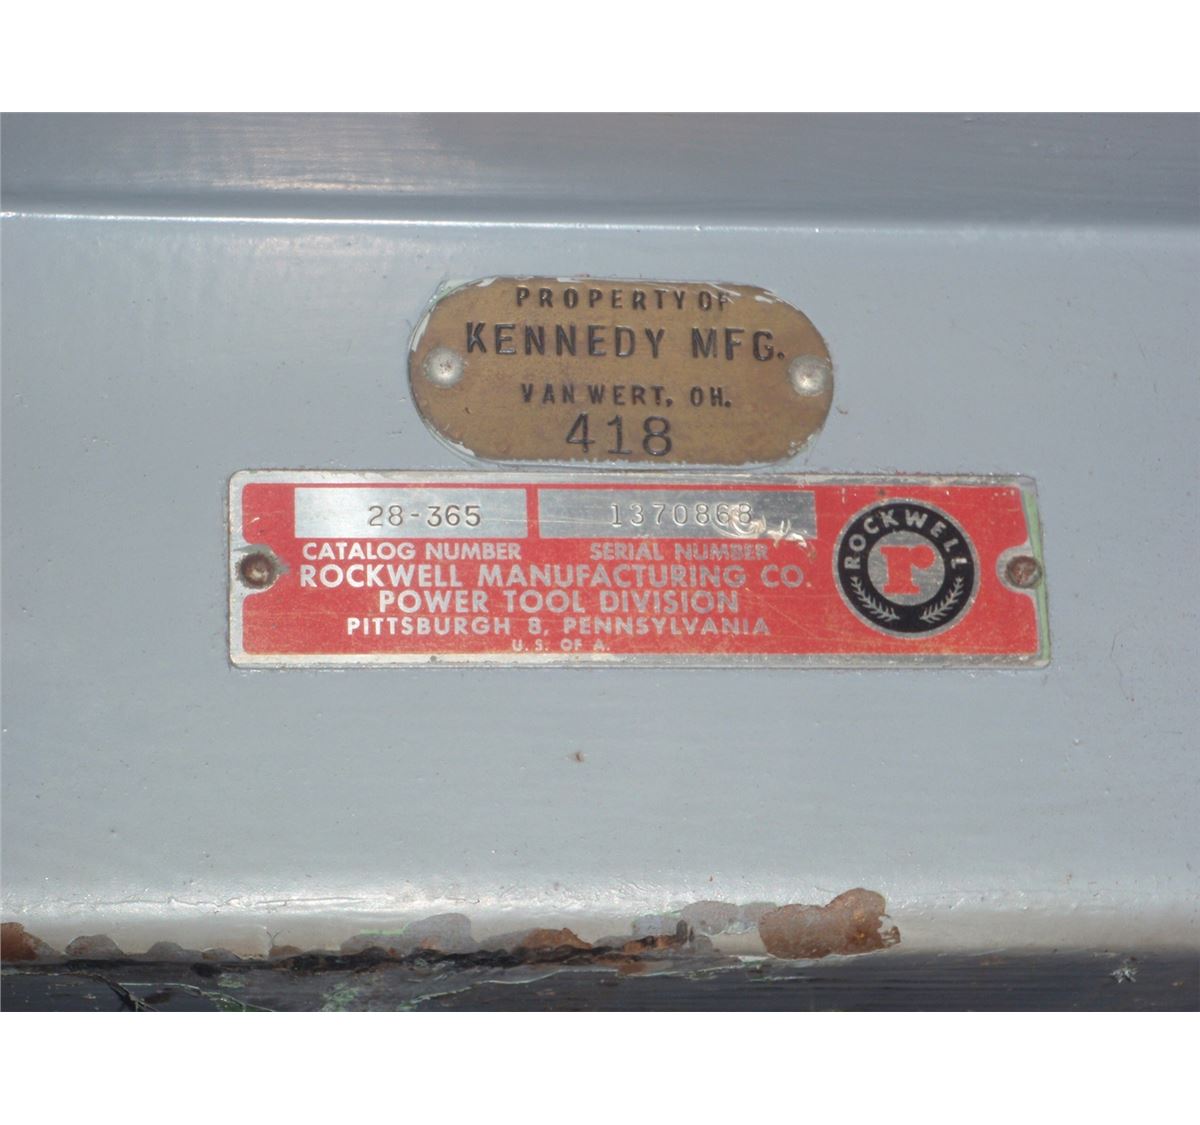 PROPERTY OF
KENNEDY MFG.
VAN WERT, OH.
418
28-365 1370868
CATALOG NUMBER SERIAL NUMBER
ROCKWELL MANUFACTURING CO.
POWER TOOL DIVISION
PITTSBURGH 8, PENNSYLVANIA
U. S. OF A.
ROCKWELL
r